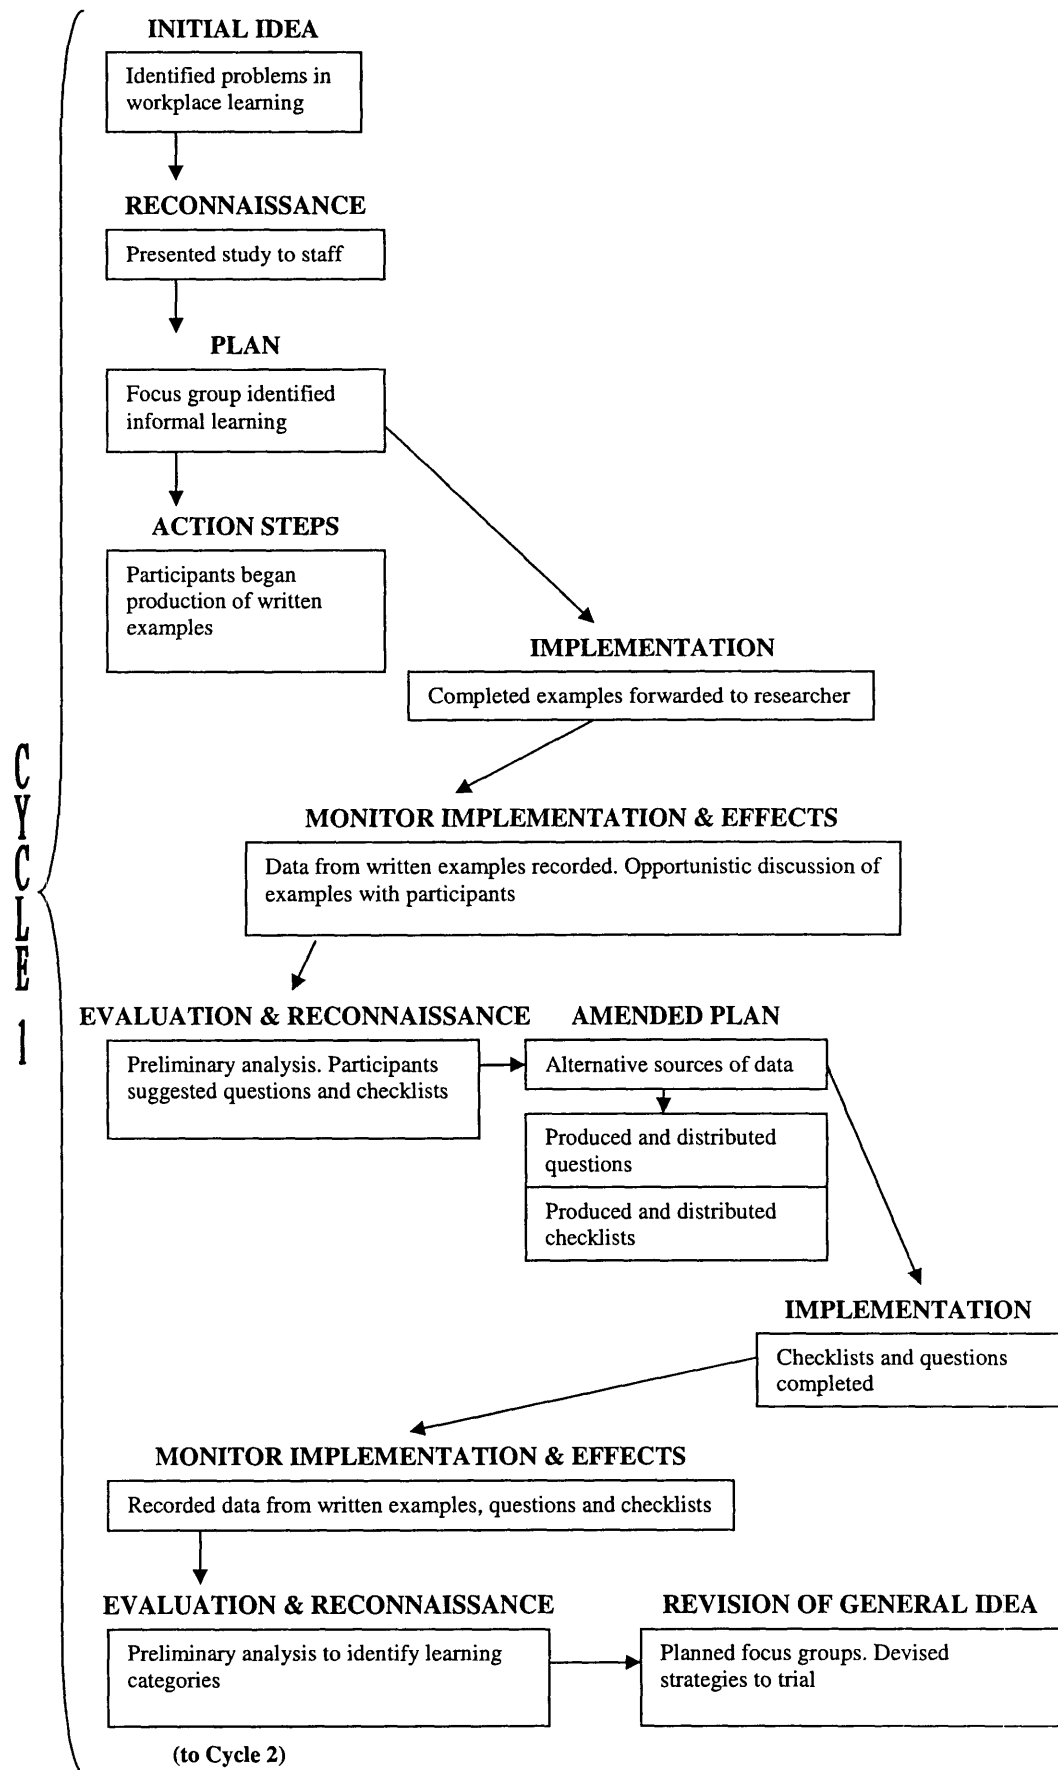 INITIAL IDEA
Identified problems in
workplace learning
RECONNAISSANCE
Presented study to staff
PLAN
Focus group identified
informal learning
ACTION STEPS
Participants began
production of written
examples
IMPLEMENTATION
Completed examples forwarded to researcher
MONITOR IMPLEMENTATION & EFFECTS
Data from written examples recorded. Opportunistic discussion of
examples with participants
CYCLE 1
EVALUATION & RECONNAISSANCE
Preliminary analysis. Participants
suggested questions and checklists
AMENDED PLAN
Alternative sources of data
Produced and distributed
questions
Produced and distributed
checklists
IMPLEMENTATION
Checklists and questions
completed
MONITOR IMPLEMENTATION & EFFECTS
Recorded data from written examples, questions and checklists
EVALUATION & RECONNAISSANCE
Preliminary analysis to identify learning
categories
REVISION OF GENERAL IDEA
Planned focus groups. Devised
strategies to trial
(to Cycle 2)